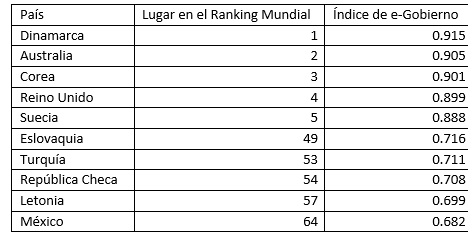 País Lugar en el Ranking Mundial Índice de e-Gobierno
Dinamarca 1 0.915
Australia 2 0.905
Corea 3 0.901
Reino Unido 4 0.899
Suecia 5 0.888
Eslovaquia 49 0.716
Turquía 53 0.711
República Checa 54 0.708
Letonia 57 0.699
México 64 0.682